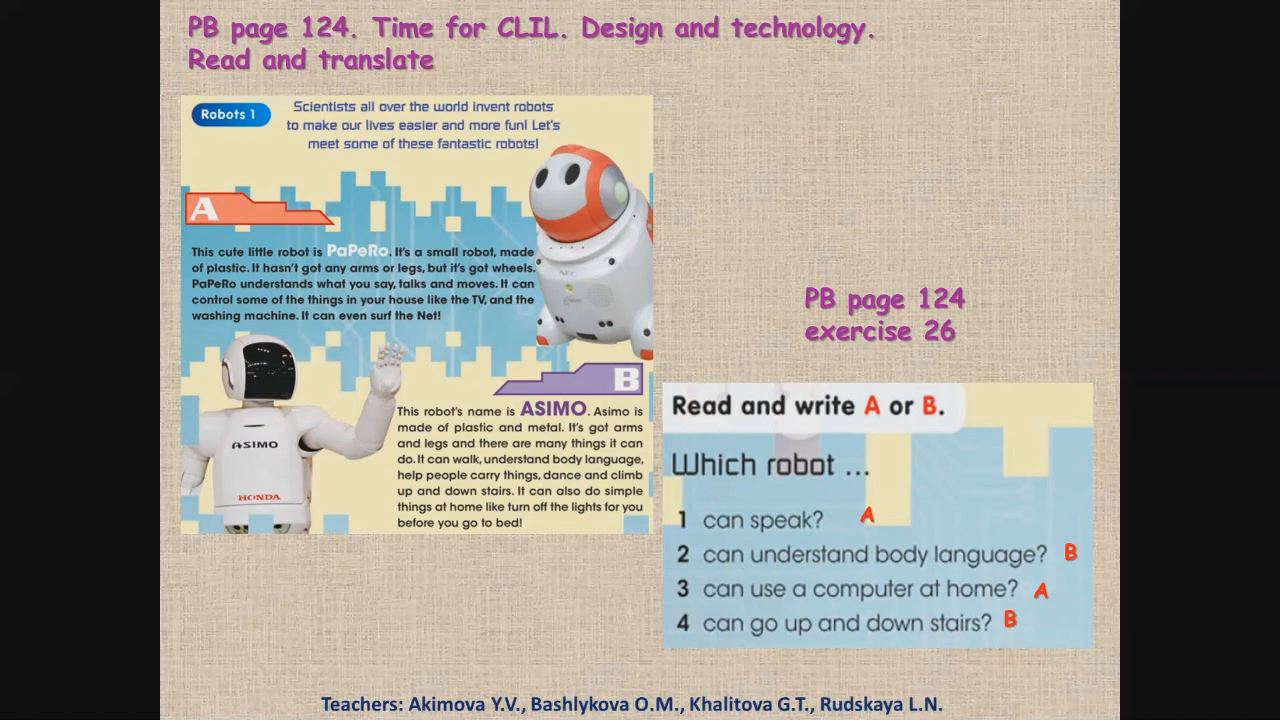 PB page 124. Time for CLIL. Design and technology.
Read and translate
Robots 1
Scientists all over the world invent robots
to make our lives easier and more fun! Let's
meet some of these fantastic robots!
A
This cute little robot is PaPeRo. It's a small robot, made
of plastic. It hasn't got any arms or legs, but it's got wheels.
PaPeRo understands what you say, talks and moves. It can
control some of the things in your house like the TV, and the
washing machine. It can even surf the Net!
NEC
B
This robot's name is ASIMO. Asimo is
made of plastic and metal. It's got arms
and legs and there are many things it can
do. It can walk, understand body language,
help people carry things, dance and climb
up and down stairs. It can also do simple
things at home like turn off the lights for you
before you go to bed!
ASIMO
HONDA
PB page 124
exercise 26
Read and write A or B.
Which robot ...
1 can speak? A
2 can understand body language? B
3 can use a computer at home? A
4 can go up and down stairs? B
Teachers: Akimova Y.V., Bashlykova O.M., Khalitova G.T., Rudskaya L.N.